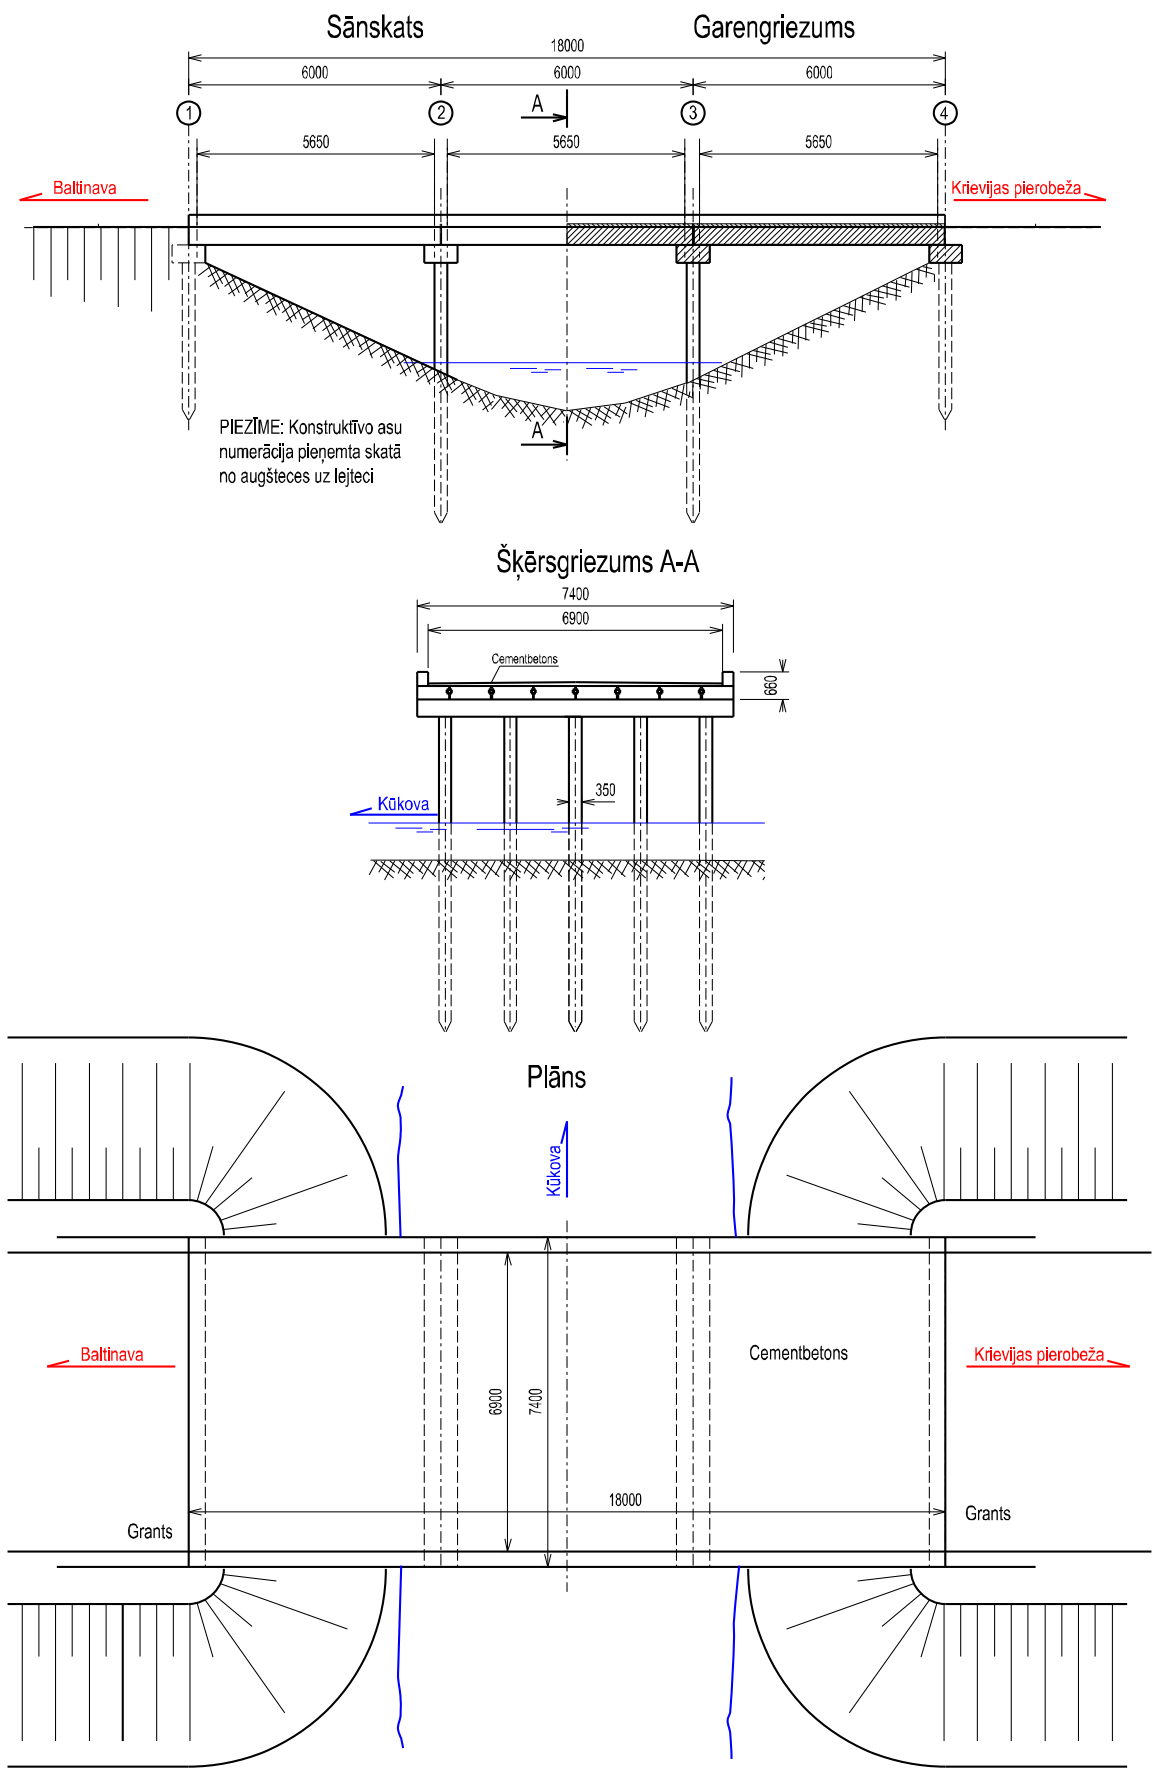 Sānskats
Garengriezums
18000
6000
6000
6000
1
2
A
3
4
5650
5650
5650
Baltinava
Krievijas pierobeža
PIEZĪME: Konstruktīvo asu
numerācija pieņemta skatā
no augšteces uz lejteci
A
Šķērsgriezums A-A
7400
6900
Cementbetons
660
350
Kūkova
Plāns
Kūkova
Baltinava
Cementbetons
Krievijas pierobeža
6900
7400
18000
Grants
Grants